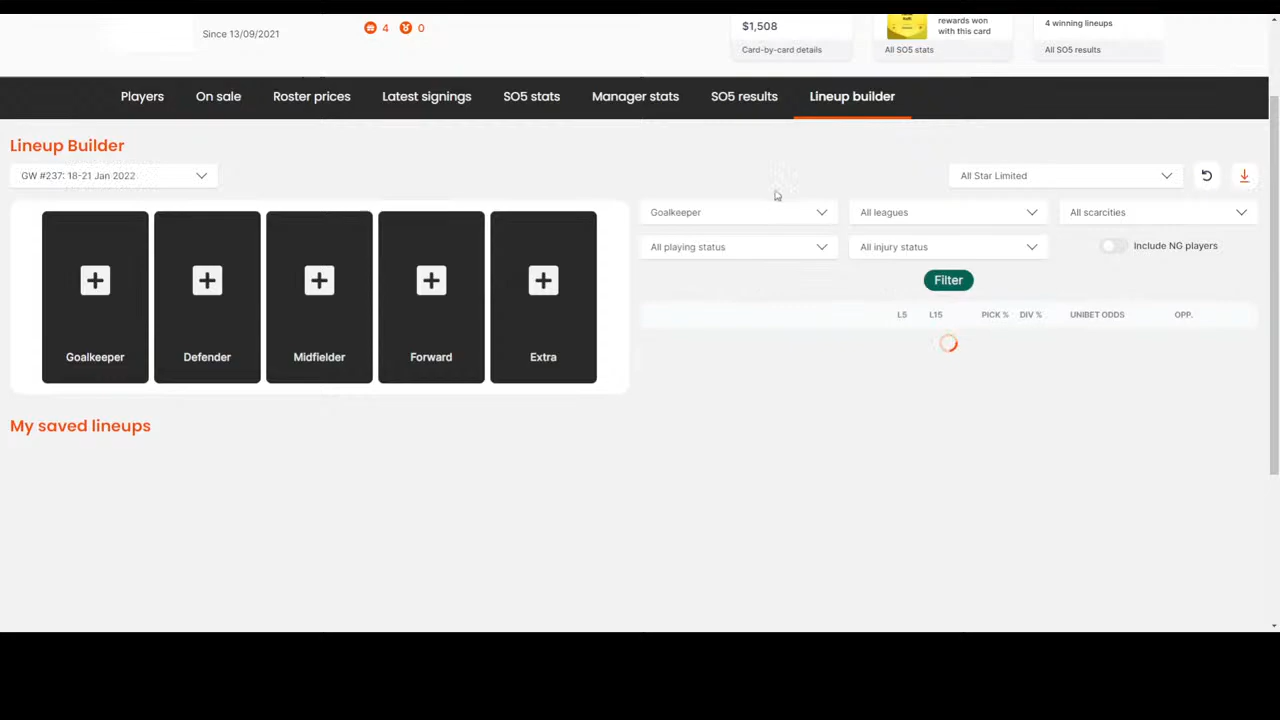 Since 13/09/2021
4
0
$1,508
Card-by-card details
rewards won
with this card
All SO5 stats
4 winning lineups
All SO5 results
Players
On sale
Roster prices
Latest signings
SO5 stats
Manager stats
SO5 results
Lineup builder
Lineup Builder
GW #237: 18-21 Jan 2022
All Star Limited
Goalkeeper
All leagues
All scarcities
All playing status
All injury status
Include NG players
Filter
L5
L15
PICK %
DIV %
UNIBET ODDS
OPP.
Goalkeeper
Defender
Midfielder
Forward
Extra
My saved lineups